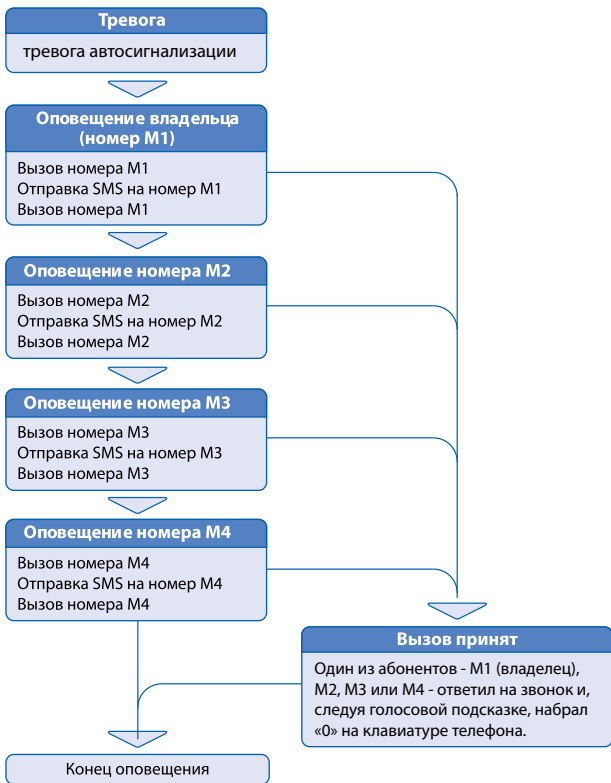 Тревога
тревога автосигнализации
Оповещение владельца
(номер М1)
Вызов номера М1
Отправка SMS на номер М1
Вызов номера М1
Оповещение номера М2
Вызов номера М2
Отправка SMS на номер М2
Вызов номера М2
Оповещение номера М3
Вызов номера М3
Отправка SMS на номер М3
Вызов номера М3
Оповещение номера М4
Вызов номера М4
Отправка SMS на номер М4
Вызов номера М4
Вызов принят
Один из абонентов - М1 (владелец),
М2, М3 или М4 - ответил на звонок и,
следуя голосовой подсказке, набрал
«0» на клавиатуре телефона.
Конец оповещения